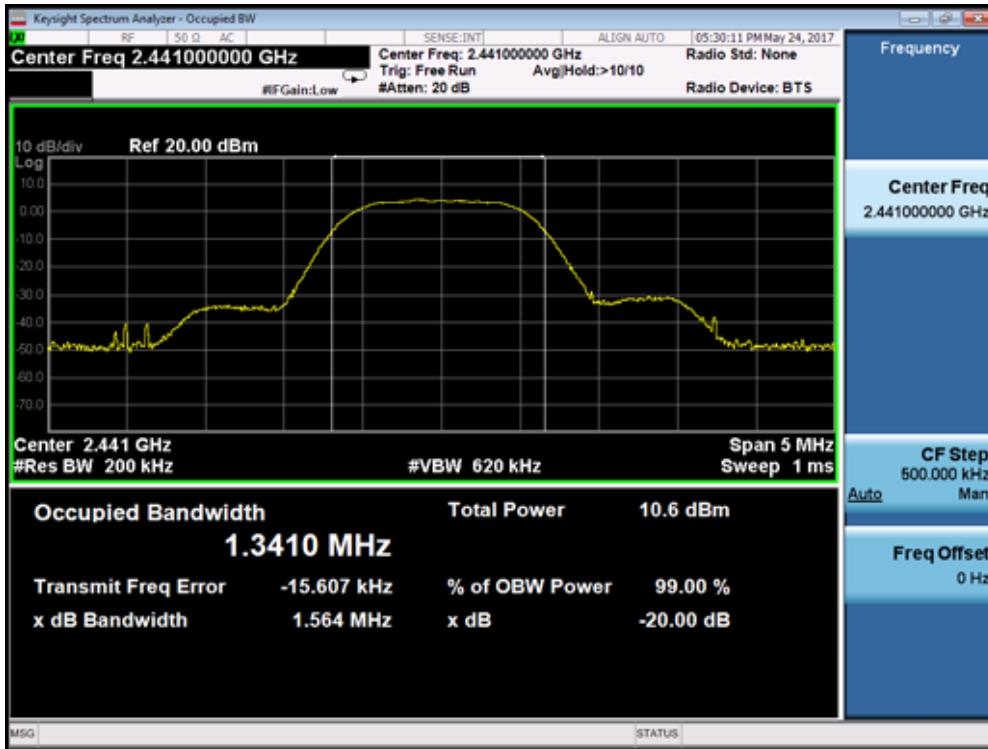 Keysight Spectrum Analyzer - Occupied BW
RF 50 Ω AC SENSE:INT ALIGN AUTO 05:30:11 PM May 24, 2017
Center Freq 2.441000000 GHz
Center Freq: 2.441000000 GHz Radio Std: None
Trig: Free Run Avg|Hold:>10/10
#IFGain:Low #Atten: 20 dB Radio Device: BTS
10 dB/div Ref 20.00 dBm
Log
10.0
0.00
-10.0
-20.0
-30.0
-40.0
-50.0
-60.0
-70.0
Center 2.441 GHz Span 5 MHz
#Res BW 200 kHz #VBW 620 kHz Sweep 1 ms
Occupied Bandwidth Total Power 10.6 dBm
1.3410 MHz
Transmit Freq Error -15.607 kHz % of OBW Power 99.00 %
x dB Bandwidth 1.564 MHz x dB -20.00 dB
Frequency
Center Freq
2.441000000 GHz
CF Step
500.000 kHz
Auto Man
Freq Offset
0 Hz
MSG STATUS